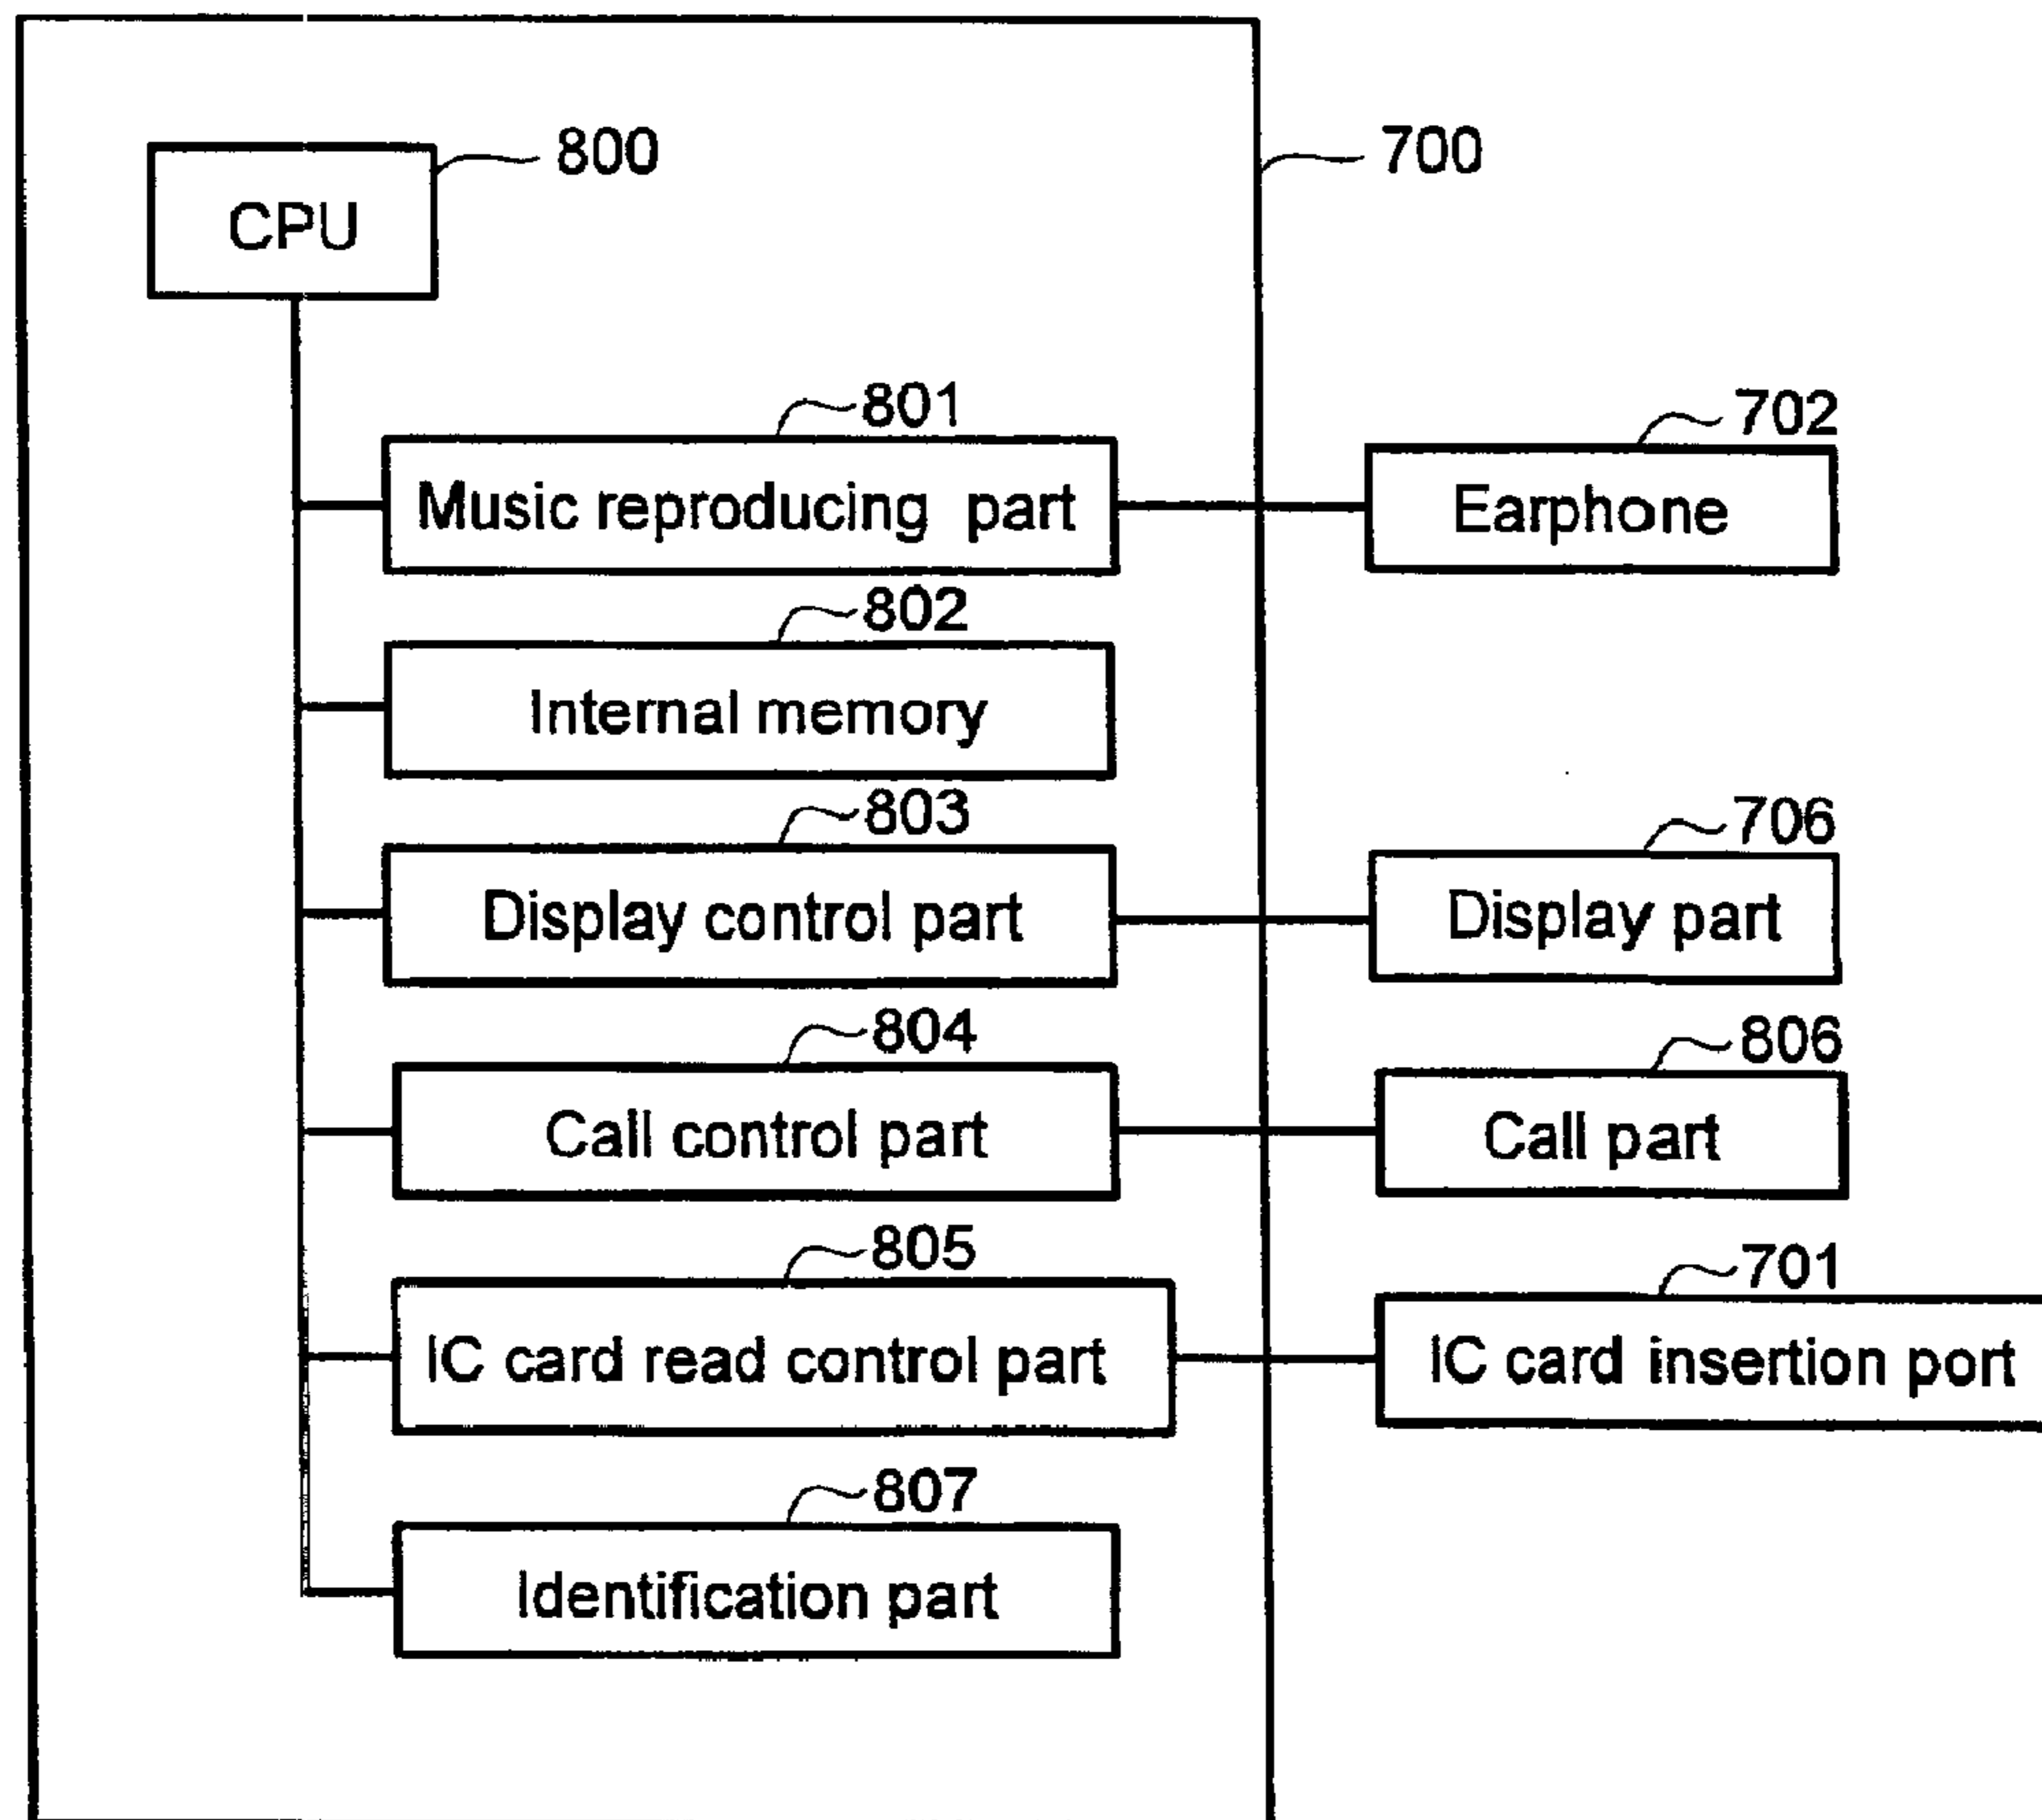 800
700
CPU
801
702
Music reproducing part
Earphone
802
Internal memory
803
706
Display control part
Display part
804
806
Call control part
Call part
805
701
IC card read control part
IC card insertion port
807
Identification part